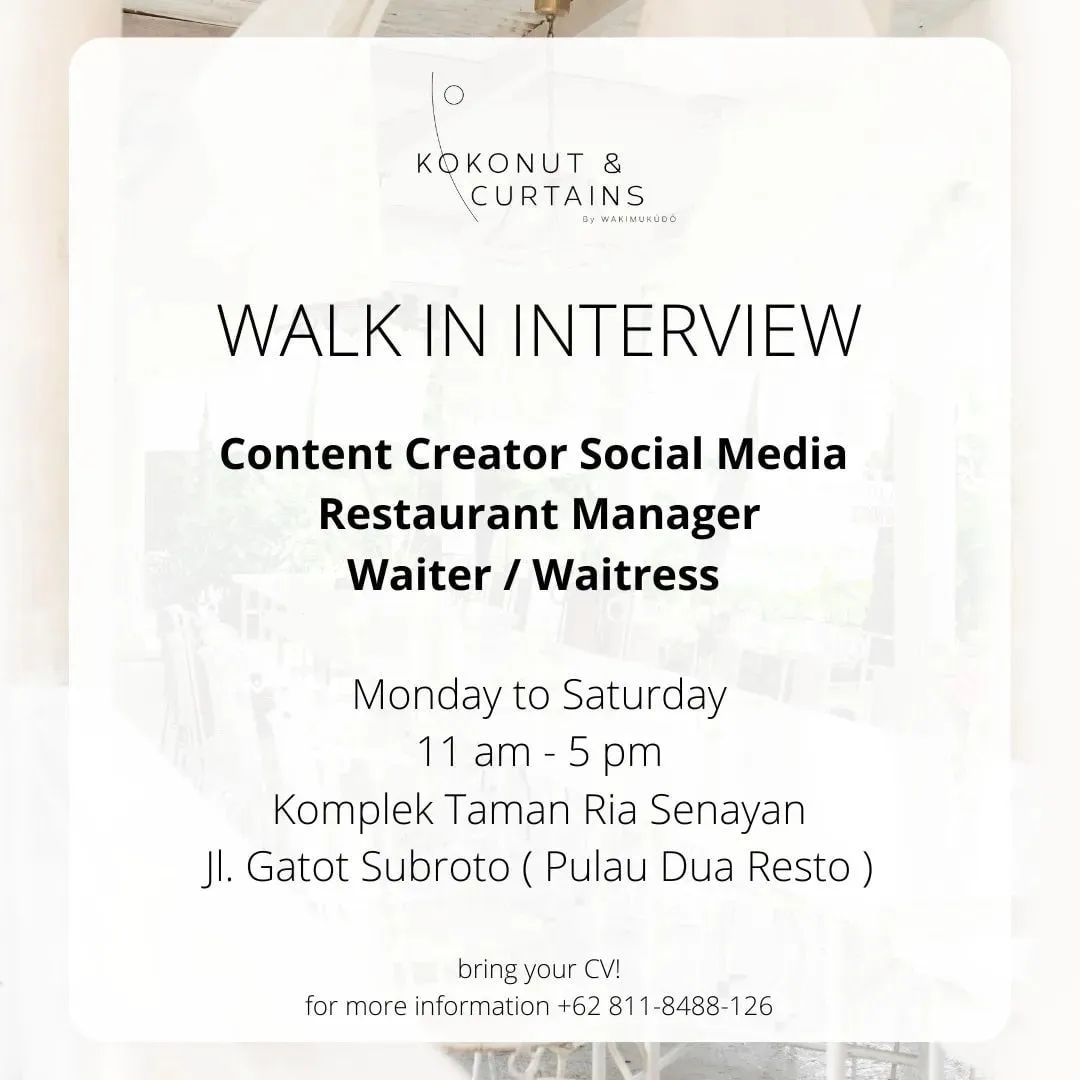 KOKONUT &
CURTAINS
By WAKIMUKŪDŌ
WALK IN INTERVIEW
Content Creator Social Media
Restaurant Manager
Waiter / Waitress
Monday to Saturday
11 am - 5 pm
Komplek Taman Ria Senayan
Jl. Gatot Subroto ( Pulau Dua Resto )
bring your CV!
for more information +62 811-8488-126